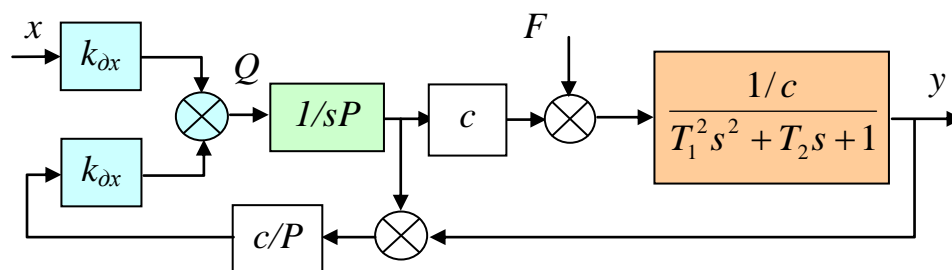 x
k∂x
Q
1/sP
c
F
1/c
T₁²s² + T₂s + 1
y
k∂x
c/P